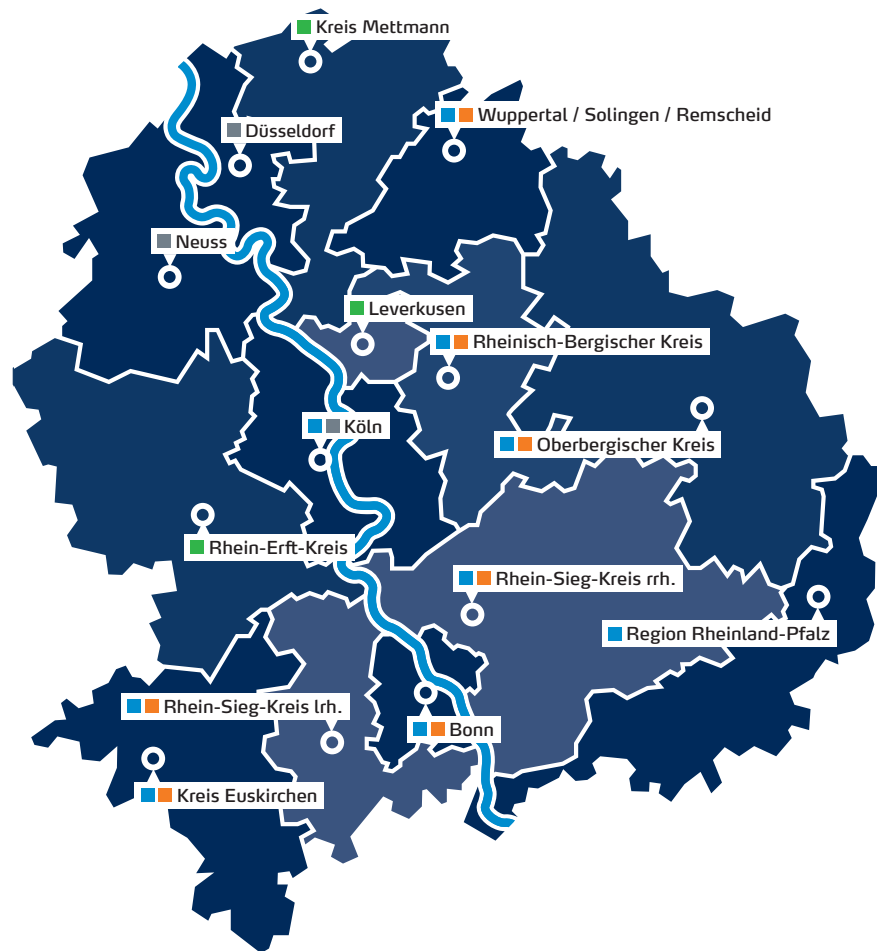 Kreis Mettmann
Wuppertal / Solingen / Remscheid
Düsseldorf
Neuss
Leverkusen
Rheinisch-Bergischer Kreis
Köln
Oberbergischer Kreis
Rhein-Erft-Kreis
Rhein-Sieg-Kreis rrh.
Region Rheinland-Pfalz
Rhein-Sieg-Kreis lrh.
Bonn
Kreis Euskirchen